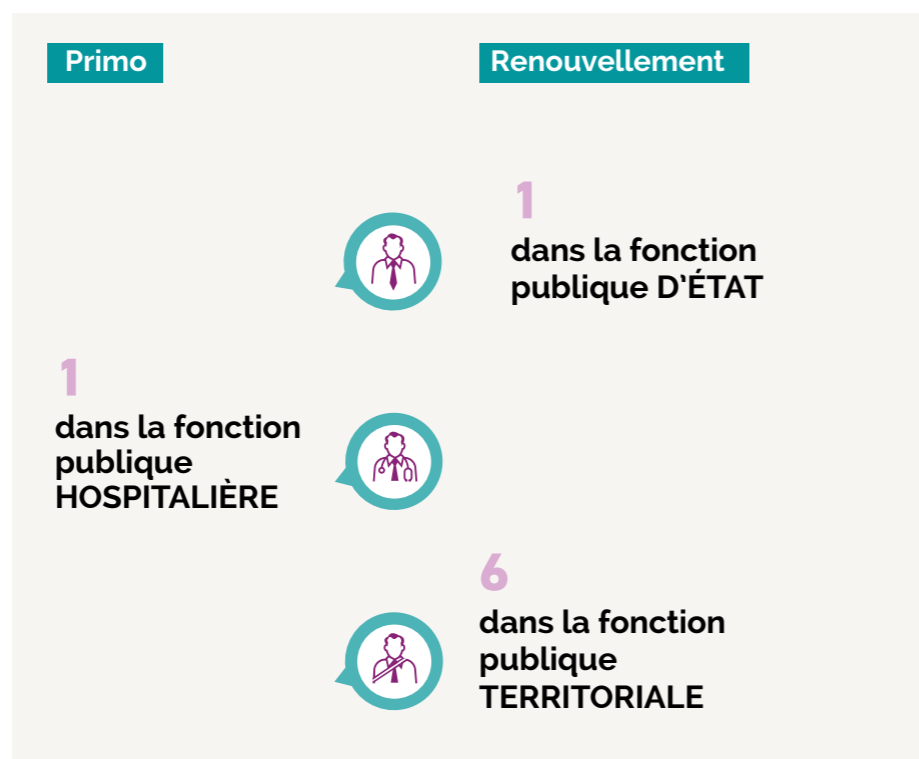 Primo
Renouvellement
1
dans la fonction
publique D’ÉTAT
1
dans la fonction
publique
HOSPITALIÈRE
6
dans la fonction
publique
TERRITORIALE